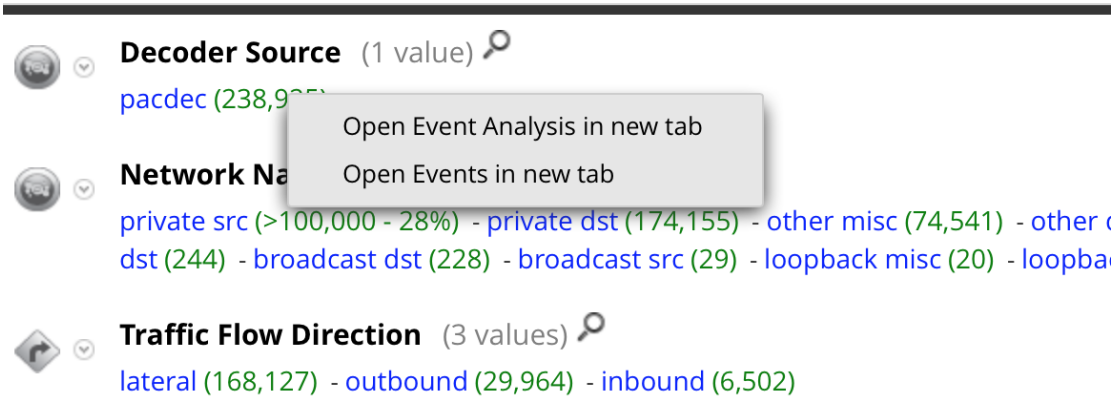 Decoder Source (1 value)
pacdec (238,9
Open Event Analysis in new tab
Network Na
Open Events in new tab
private src (>100,000 - 28%) - private dst (174,155) - other misc (74,541) - other
dst (244) - broadcast dst (228) - broadcast src (29) - loopback misc (20) - loopba
Traffic Flow Direction (3 values)
lateral (168,127) - outbound (29,964) - inbound (6,502)